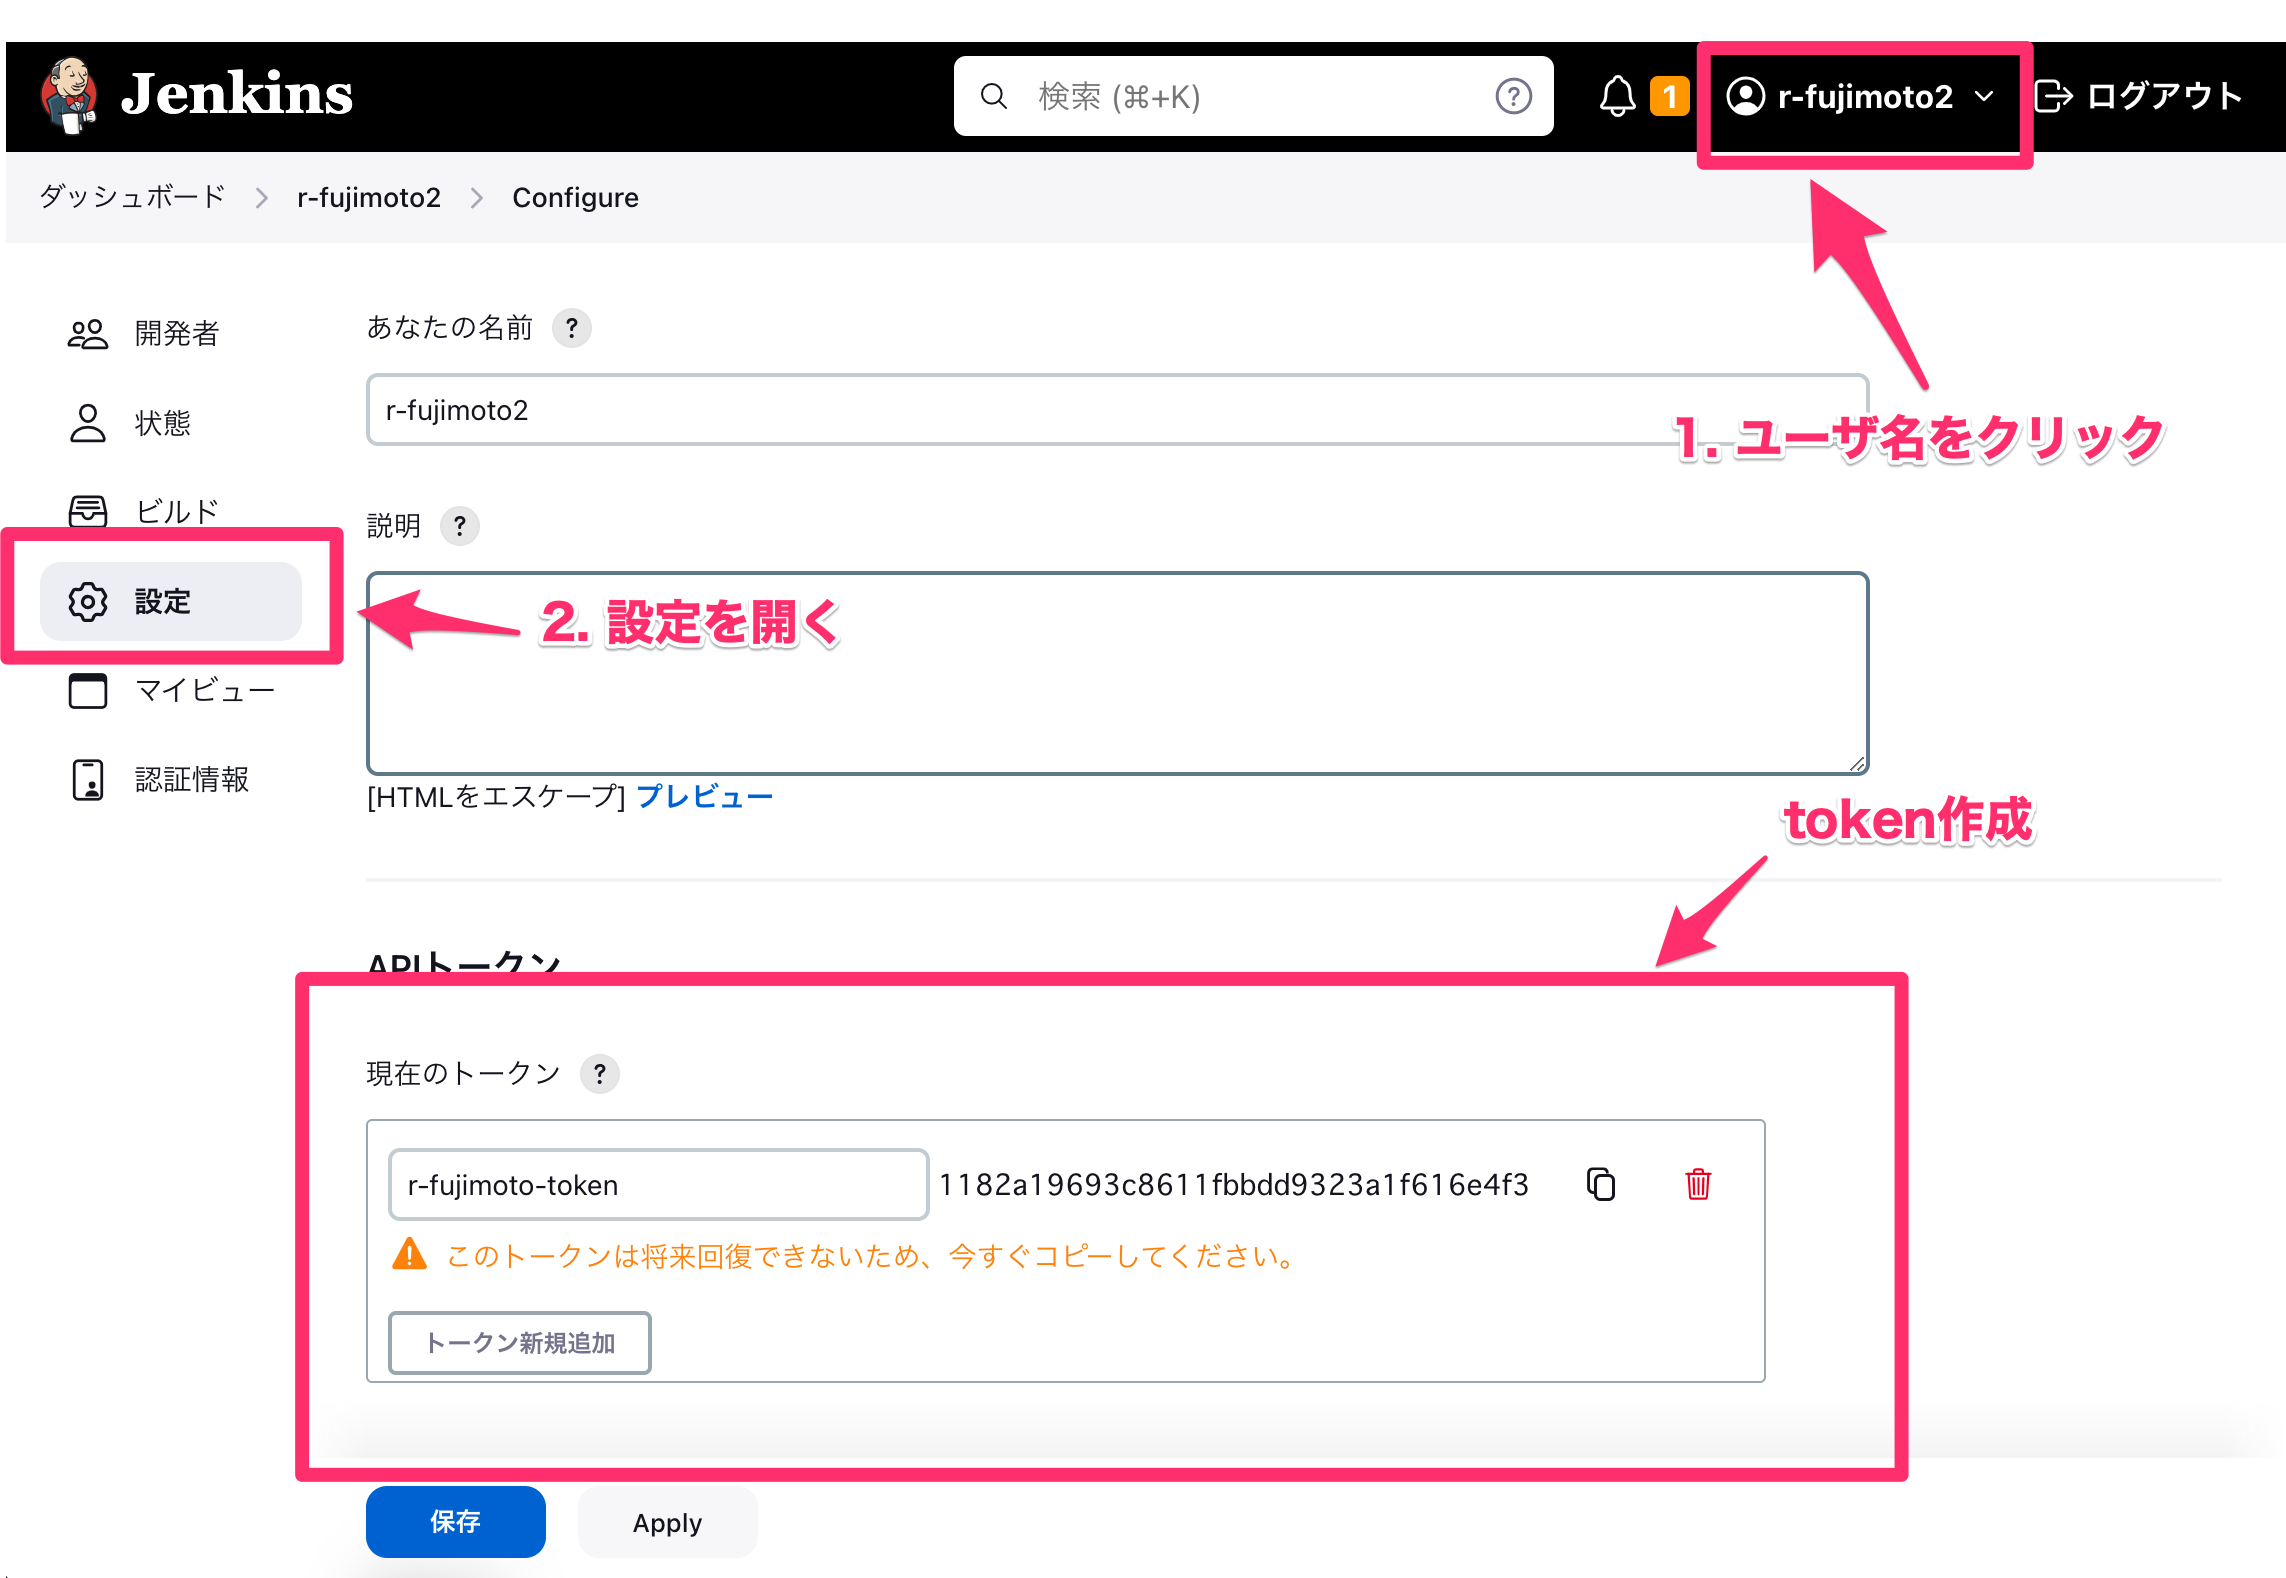 Jenkins
検索 (⌘+K)
?
1
r-fujimoto2
ログアウト
ダッシュボード
r-fujimoto2
Configure
開発者
状態
ビルド
設定
マイビュー
認証情報
あなたの名前 ?
r-fujimoto2
1. ユーザ名をクリック
説明 ?
2. 設定を開く
[HTMLをエスケープ] プレビュー
token作成
APIトークン
現在のトークン ?
r-fujimoto-token
1182a19693c8611fbbdd9323a1f616e4f3
このトークンは将来回復できないため、今すぐコピーしてください。
トークン新規追加
保存
Apply